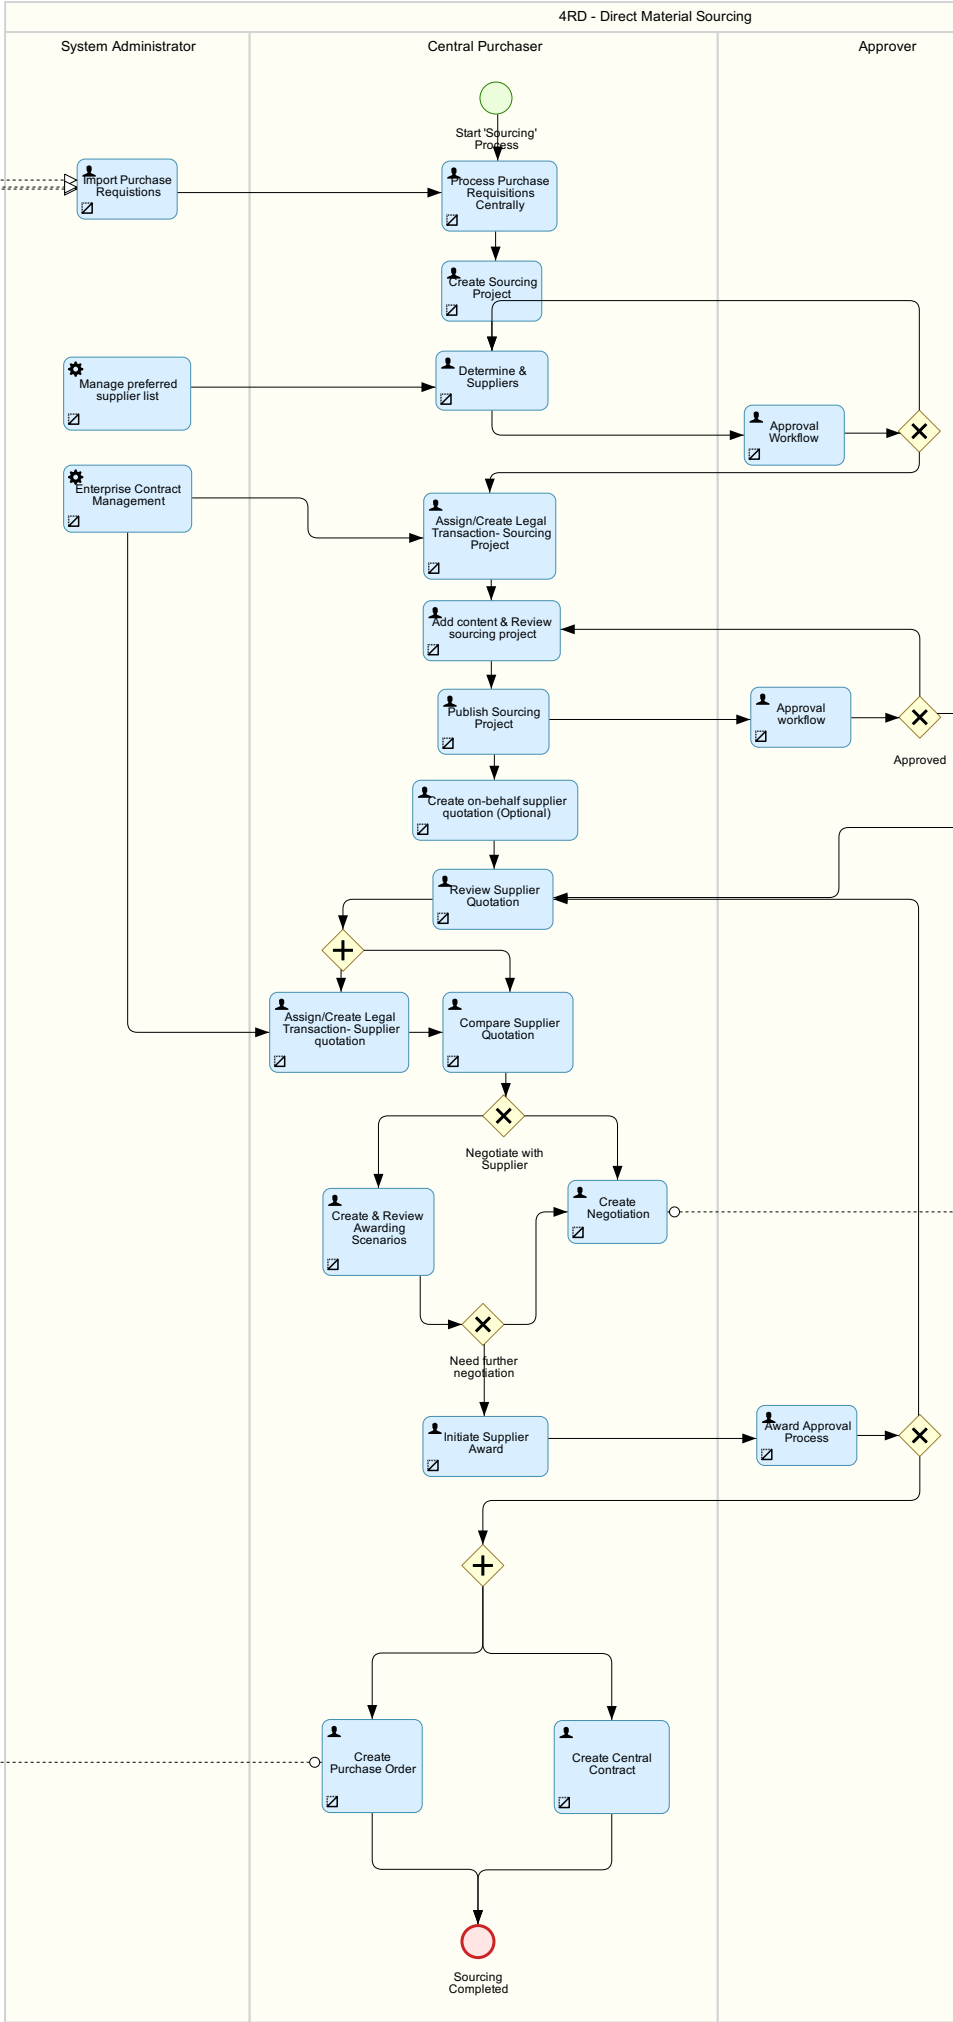 4RD - Direct Material Sourcing
System Administrator
Central Purchaser
Approver
Start 'Sourcing'
Process
Import Purchase
Requistions
Process Purchase
Requisitions
Centrally
Create Sourcing
Project
Manage preferred
supplier list
Determine &
Suppliers
Approval
Workflow
Enterprise Contract
Management
Assign/Create Legal
Transaction- Sourcing
Project
Add content & Review
sourcing project
Publish Sourcing
Project
Approval
workflow
Approved
Create on-behalf supplier
quotation (Optional)
Review Supplier
Quotation
Assign/Create Legal
Transaction- Supplier
quotation
Compare Supplier
Quotation
Negotiate with
Supplier
Create & Review
Awarding
Scenarios
Create
Negotiation
Need further
negotiation
Initiate Supplier
Award
Award Approval
Process
Create
Purchase Order
Create Central
Contract
Sourcing
Completed